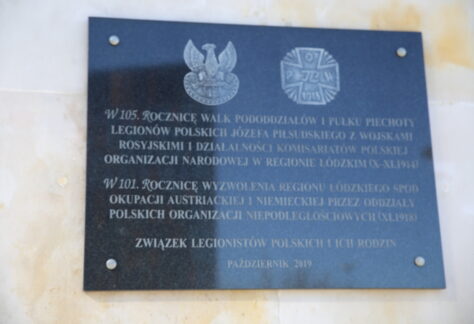 W 105. ROCZNICĘ WALK PODODDZIAŁÓW I PUŁKU PIECHOTY
LEGIONÓW POLSKICH JÓZEFA PIŁSUDSKIEGO Z WOJSKAMI
ROSYJSKIMI I DZIAŁALNOŚCI KOMISARIATÓW POLSKIEJ
ORGANIZACJI NARODOWEJ W REGIONIE ŁÓDZKIM (X-XI.1914)
W 101. ROCZNICĘ WYZWOLENIA REGIONU ŁÓDZKIEGO SPOD
OKUPACJI AUSTRIACKIEJ I NIEMIECKIEJ PRZEZ ODDZIAŁY
POLSKICH ORGANIZACJI NIEPODLEGŁOŚCIOWYCH (XI.1918)
ZWIĄZEK LEGIONISTÓW POLSKICH I ICH RODZIN
PAŹDZIERNIK 2019